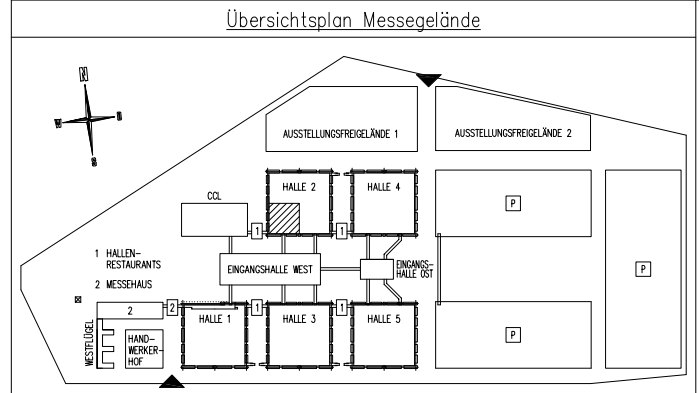 Übersichtsplan Messegelände
N
AUSSTELLUNGSFREIGELÄNDE 1
AUSSTELLUNGSFREIGELÄNDE 2
CCL
HALLE 2
HALLE 4
P
1
1
P
1 HALLEN-
RESTAURANTS
2 MESSEHAUS
EINGANGSHALLE WEST
EINGANGS-
HALLE OST
2
2
1
1
WESTFLÜGEL
HAND-
WERKER-
HOF
HALLE 1
HALLE 3
HALLE 5
P